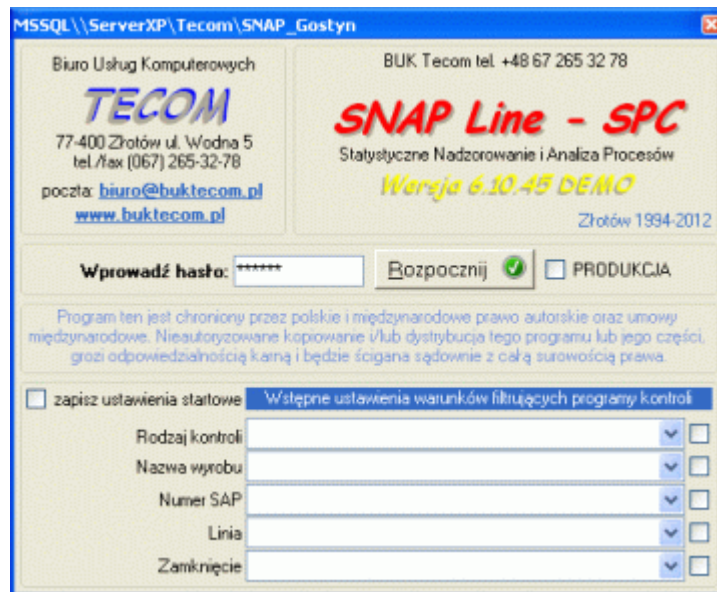 MSSQL\\ServerXP\Tecom\SNAP_Gostyn
Biuro Usług Komputerowych
TECOM
77-400 Złotów ul. Wodna 5
tel./fax (067) 265-32-78
poczta: biuro@buktecom.pl
www.buktecom.pl
BUK Tecom tel. +48 67 265 32 78
SNAP Line - SPC
Statystyczne Nadzorowanie i Analiza Procesów
Wersja 6.10.45 DEMO
Złotów 1994-2012
Wprowadź hasło: ****** Rozpocznij PRODUKCJA
Program ten jest chroniony przez polskie i międzynarodowe prawo autorskie oraz umowy
międzynarodowe. Nieautoryzowane kopiowanie i/lub dystrybucja tego programu lub jego części,
grozi odpowiedzialnością karną i będzie ścigana sądownie z całą surowością prawa.
zapisz ustawienia startowe Wstępne ustawienia warunków filtrujących programy kontroli
Rodzaj kontroli
Nazwa wyrobu
Numer SAP
Linia
Zamknięcie